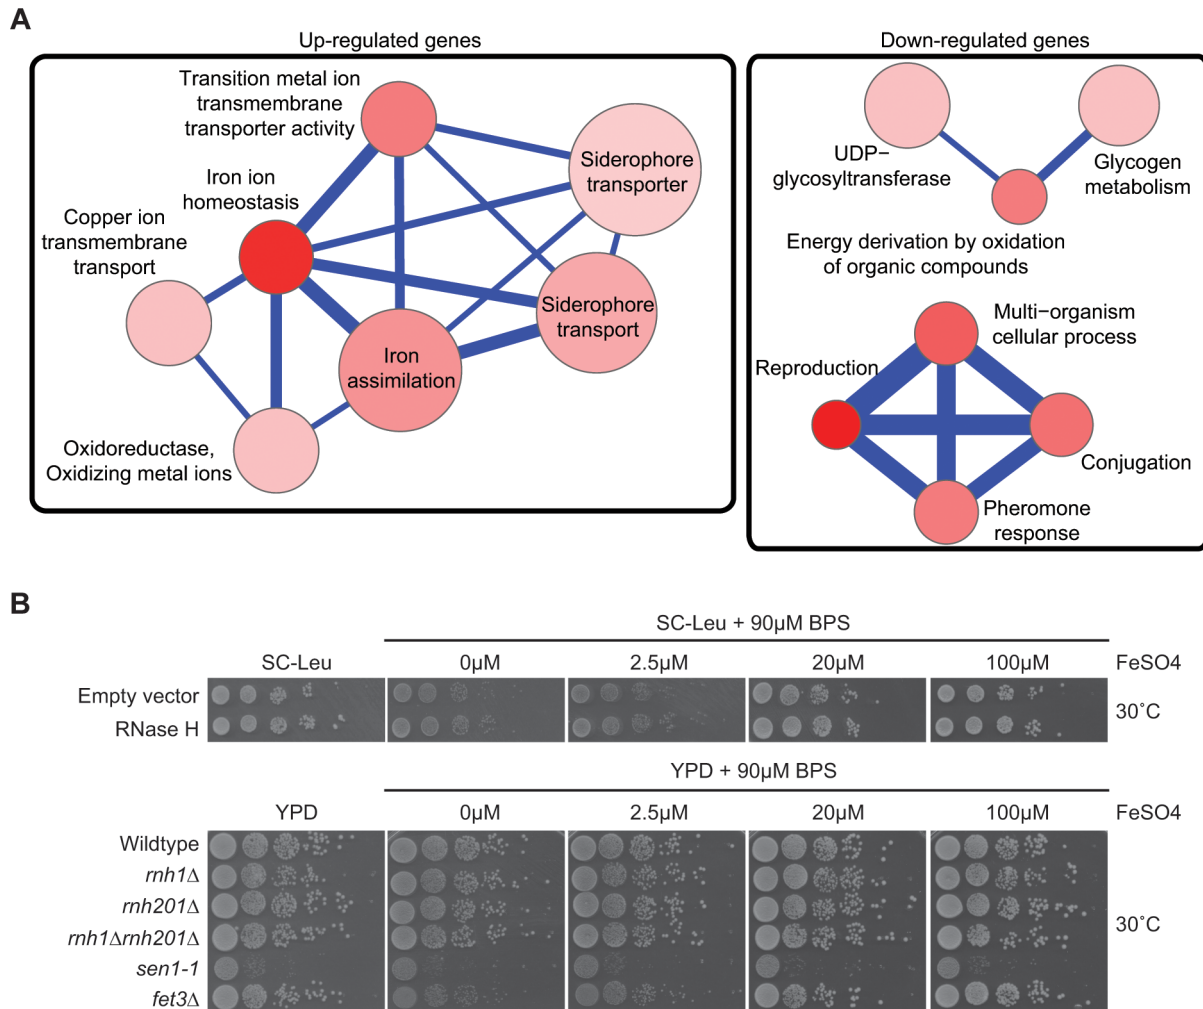 A
Up-regulated genes
Down-regulated genes
Transition metal ion
transmembrane
transporter activity
Iron ion
homeostasis
Copper ion
transmembrane
transport
Siderophore
transporter
Siderophore
transport
Iron
assimilation
Oxidoreductase,
Oxidizing metal ions
UDP−
glycosyltransferase
Glycogen
metabolism
Energy derivation by oxidation
of organic compounds
Multi−organism
cellular process
Reproduction
Conjugation
Pheromone
response
B
SC-Leu + 90µM BPS
SC-Leu 0µM 2.5µM 20µM 100µM FeSO4
Empty vector
RNase H
30˚C
YPD + 90µM BPS
YPD 0µM 2.5µM 20µM 100µM FeSO4
Wildtype
rnh1Δ
rnh201Δ
rnh1Δrnh201Δ
sen1-1
fet3Δ
30˚C